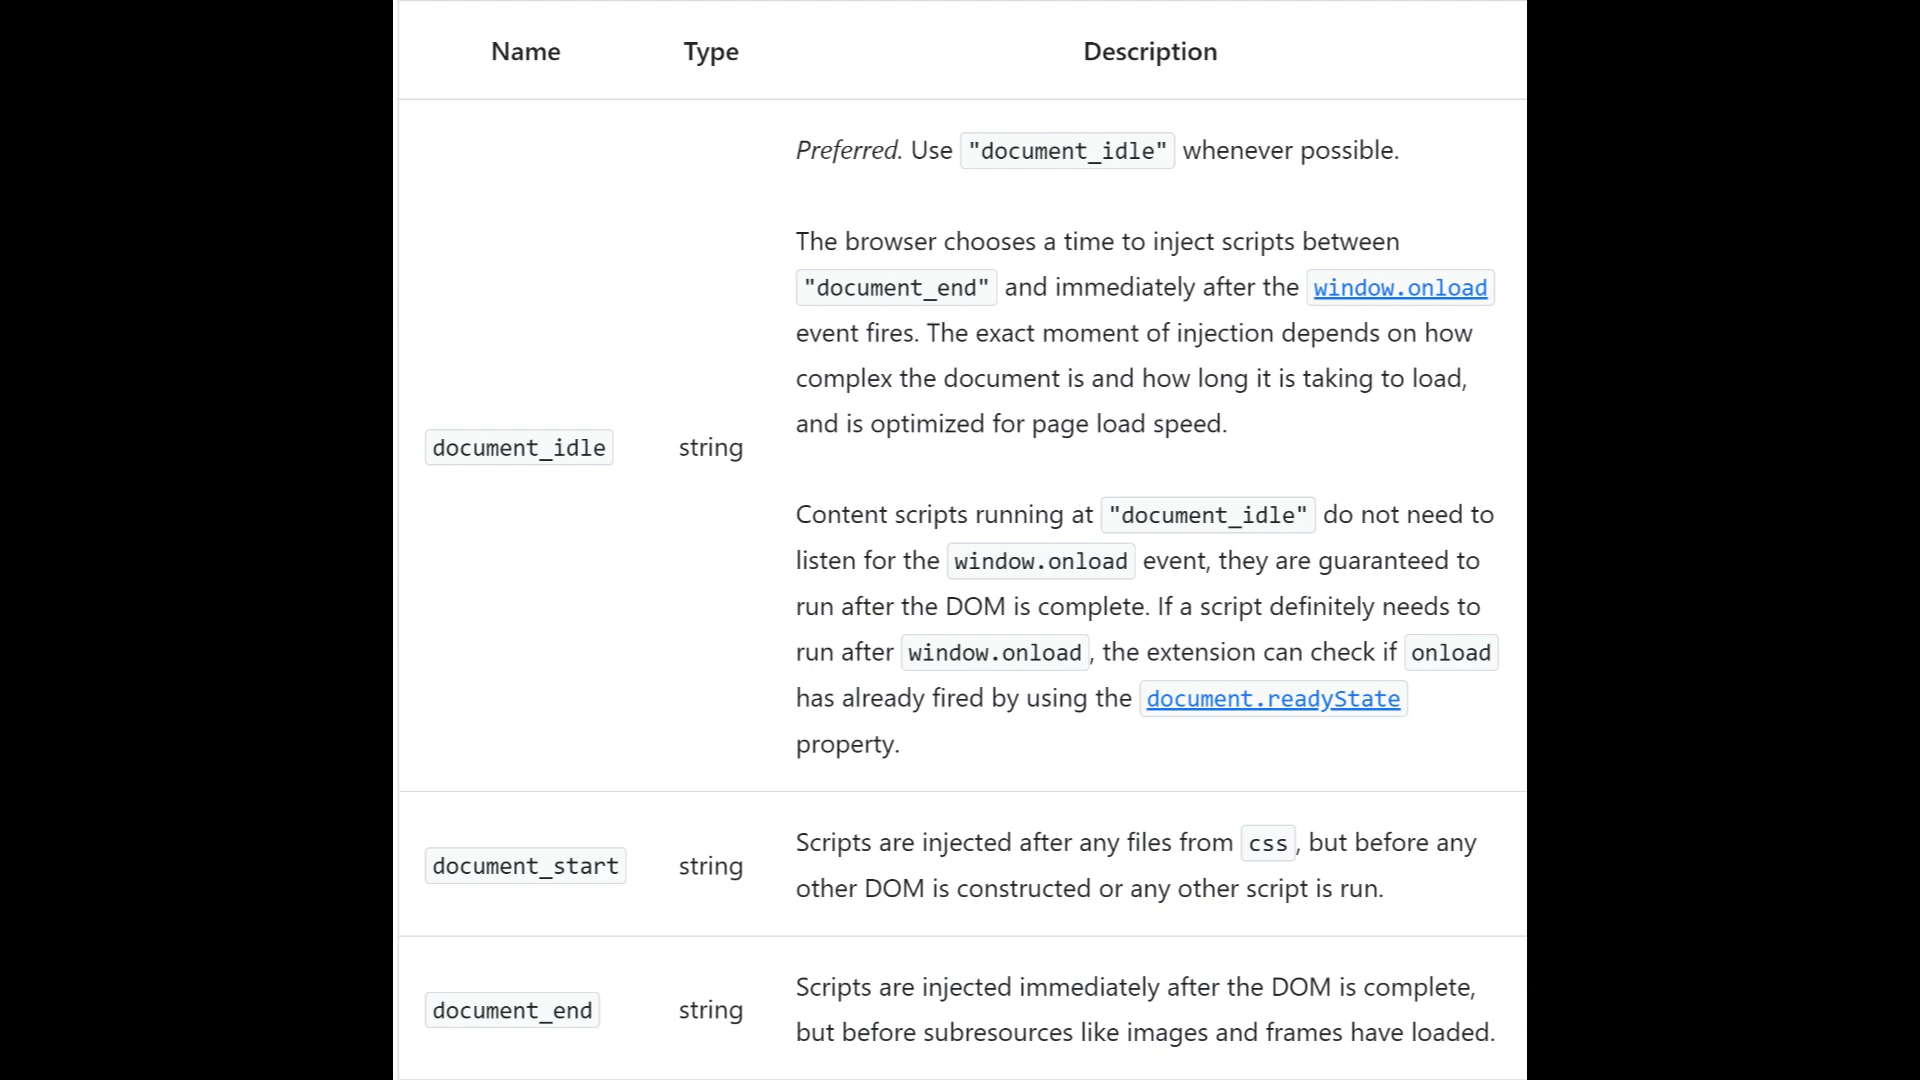 Name Type Description
Preferred. Use "document_idle" whenever possible.
The browser chooses a time to inject scripts between
"document_end" and immediately after the window.onload
event fires. The exact moment of injection depends on how
complex the document is and how long it is taking to load,
and is optimized for page load speed.
document_idle string
Content scripts running at "document_idle" do not need to
listen for the window.onload event, they are guaranteed to
run after the DOM is complete. If a script definitely needs to
run after window.onload, the extension can check if onload
has already fired by using the document.readyState
property.
Scripts are injected after any files from css, but before any
document_start string
other DOM is constructed or any other script is run.
Scripts are injected immediately after the DOM is complete,
document_end string
but before subresources like images and frames have loaded.